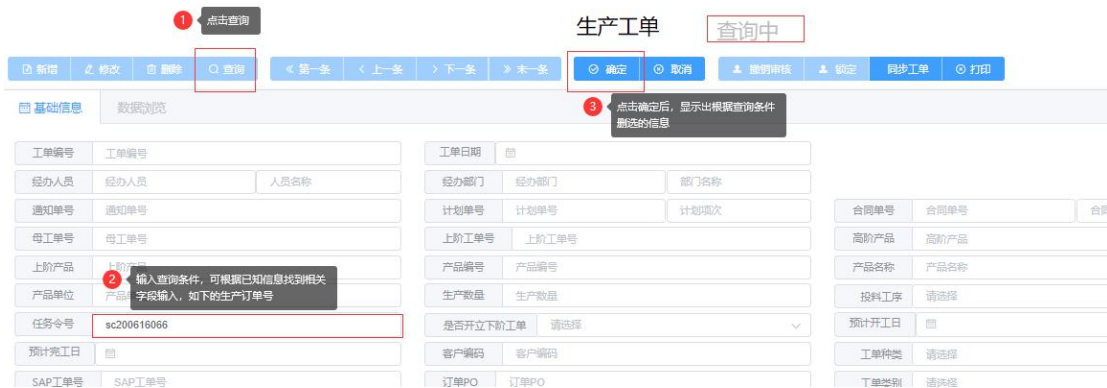 1 点击查询
生产工单 查询中
新增 修改 删除 查询 第一条 上一条 下一条 末一条 确定 取消 撤销审核 锁定 同步工单 打印
基础信息 数据浏览
3 点击确定后，显示出根据查询条件
删选的信息
工单编号 工单编号 工单日期
经办人员 经办人员 人员名称 经办部门 经办部门 部门名称
通知单号 通知单号 计划单号 计划单号 计划项次 合同单号 合同单号
母工单号 母工单号 上阶工单号 上阶工单号 高阶产品 高阶产品
上阶产品 产品编号 产品编号 产品名称 产品名称
2 输入查询条件，可根据已知信息找到相关
字段输入，如下的生产订单号
产品单位 生产数量 生产数量 投料工序 请选择
任务令号 sc200616066 是否开立下阶工单 请选择 预计开工日
预计完工日 客户编码 客户编码 工单种类 请选择
SAP工单号 SAP工单号 订单PO 订单PO 工单类别 请选择